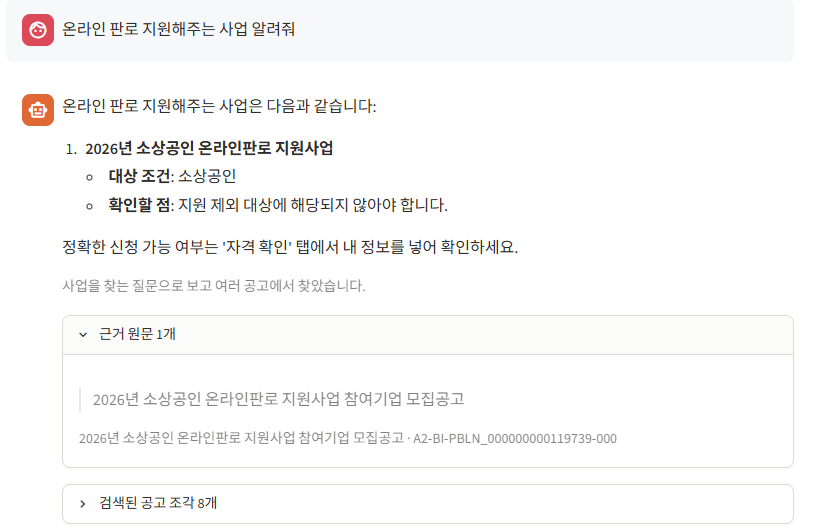 온라인 판로 지원해주는 사업 알려줘
온라인 판로 지원해주는 사업은 다음과 같습니다:
1. 2026년 소상공인 온라인판로 지원사업
대상 조건: 소상공인
확인할 점: 지원 제외 대상에 해당되지 않아야 합니다.
정확한 신청 가능 여부는 '자격 확인' 탭에서 내 정보를 넣어 확인하세요.
사업을 찾는 질문으로 보고 여러 공고에서 찾았습니다.
근거 원문 1개
2026년 소상공인 온라인판로 지원사업 참여기업 모집공고
2026년 소상공인 온라인판로 지원사업 참여기업 모집공고 · A2-BI-PBLN_000000000119739-000
검색된 공고 조각 8개